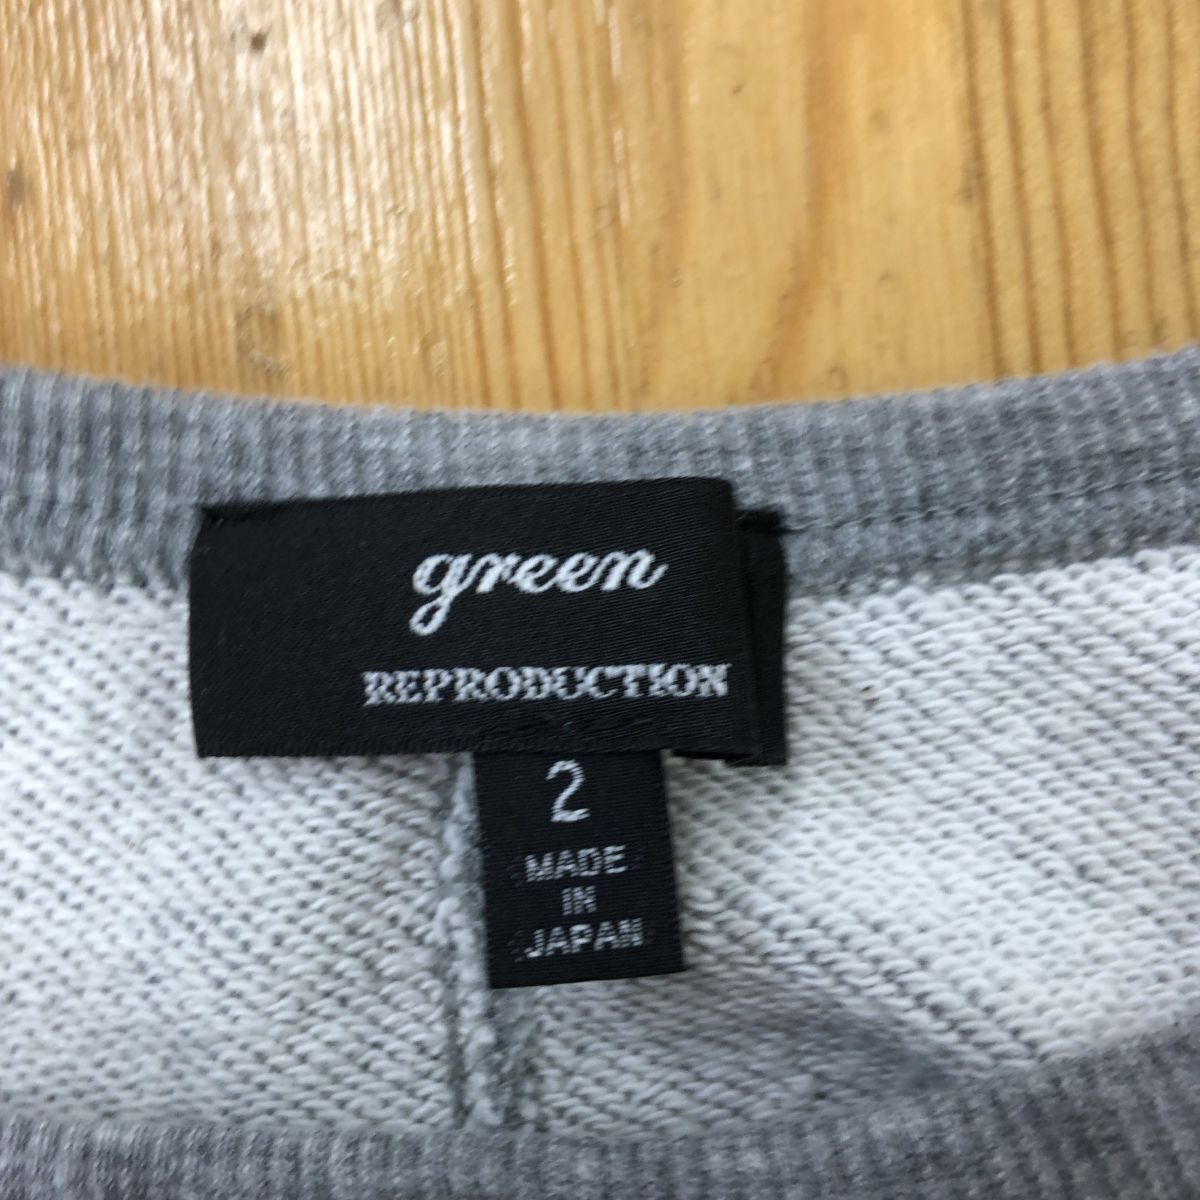 green
REPRODUCTION
2
MADE
IN
JAPAN